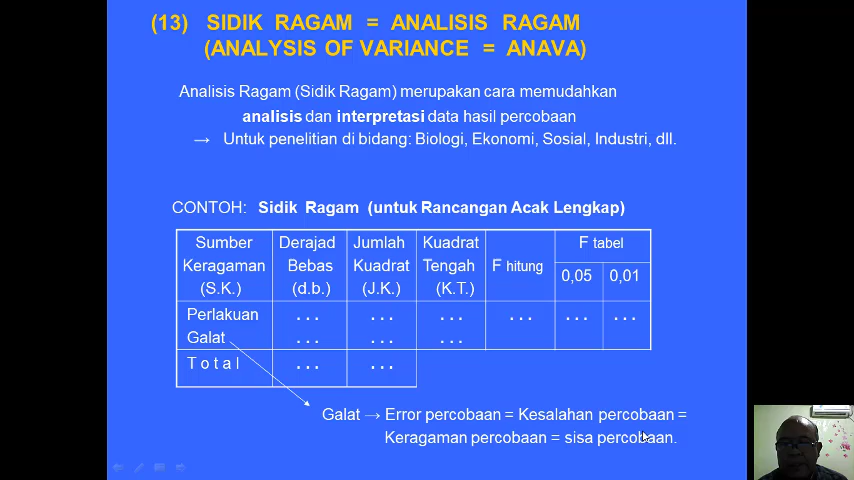 (13) SIDIK RAGAM = ANALISIS RAGAM
(ANALYSIS OF VARIANCE = ANAVA)
Analisis Ragam (Sidik Ragam) merupakan cara memudahkan
analisis dan interpretasi data hasil percobaan
→ Untuk penelitian di bidang: Biologi, Ekonomi, Sosial, Industri, dll.
CONTOH: Sidik Ragam (untuk Rancangan Acak Lengkap)
Sumber Derajad Jumlah Kuadrat F tabel
Keragaman Bebas Kuadrat Tengah F hitung 0,05 0,01
(S.K.) (d.b.) (J.K.) (K.T.)
Perlakuan ... ... ... ... ... ...
Galat ... ... ...
T o t a l ... ...
Galat → Error percobaan = Kesalahan percobaan =
Keragaman percobaan = sisa percobaan.